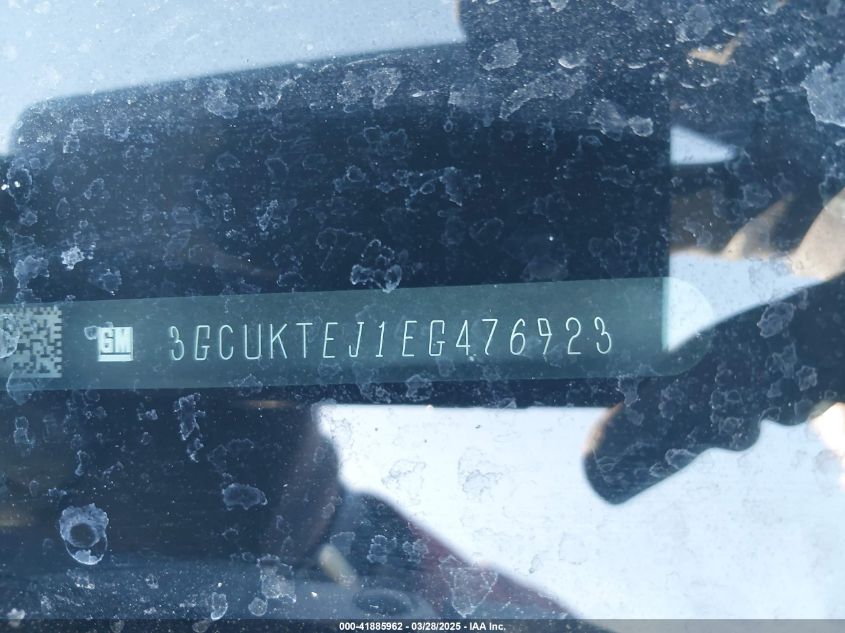 GM 3GCUKTEJ1EG476923
000-41885962 - 03/28/2025 - IAA Inc.